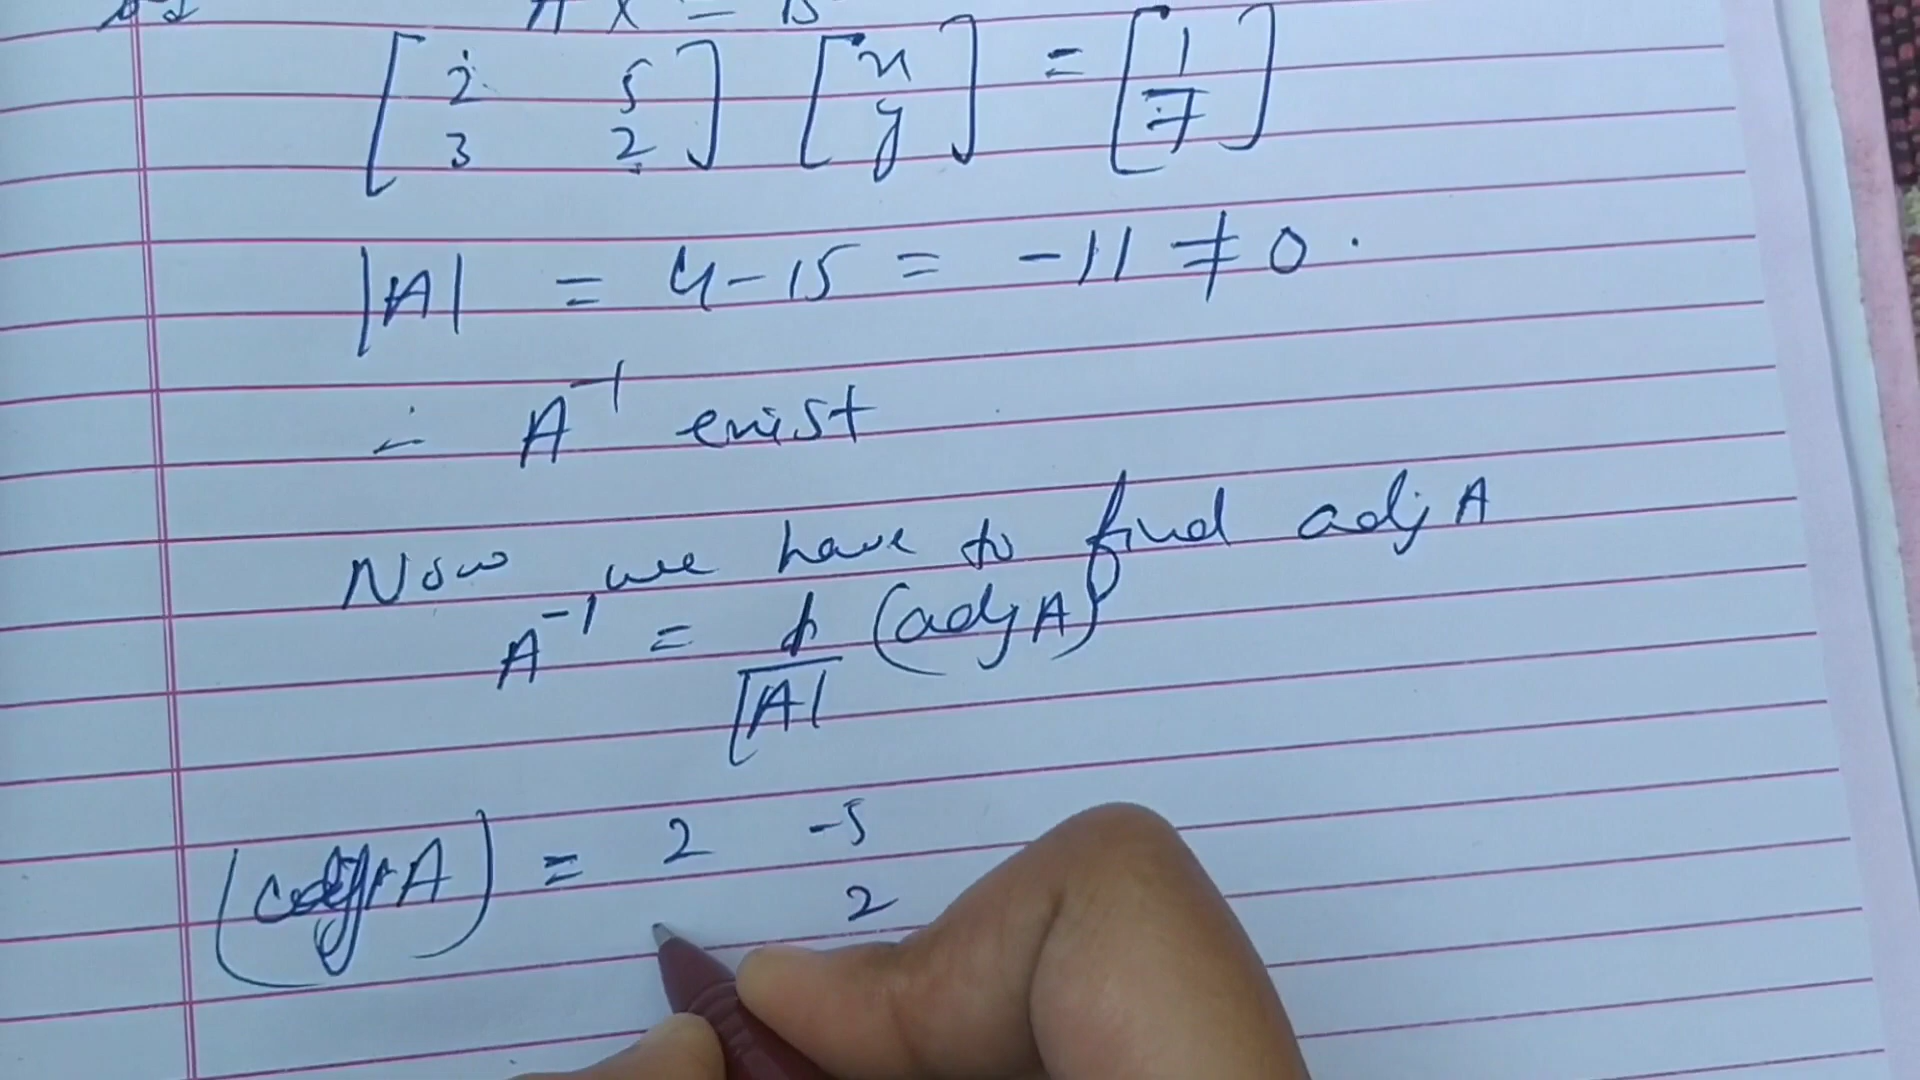 A X = B
[2 5 3 2] [x y] = [1 7]
|A| = 4 - 15 = -11 ≠ 0.
∴ A⁻¹ exist
Now we have to find adj A
A⁻¹ = 1/|A| (adj A)
(adj A) = 2 -5
2